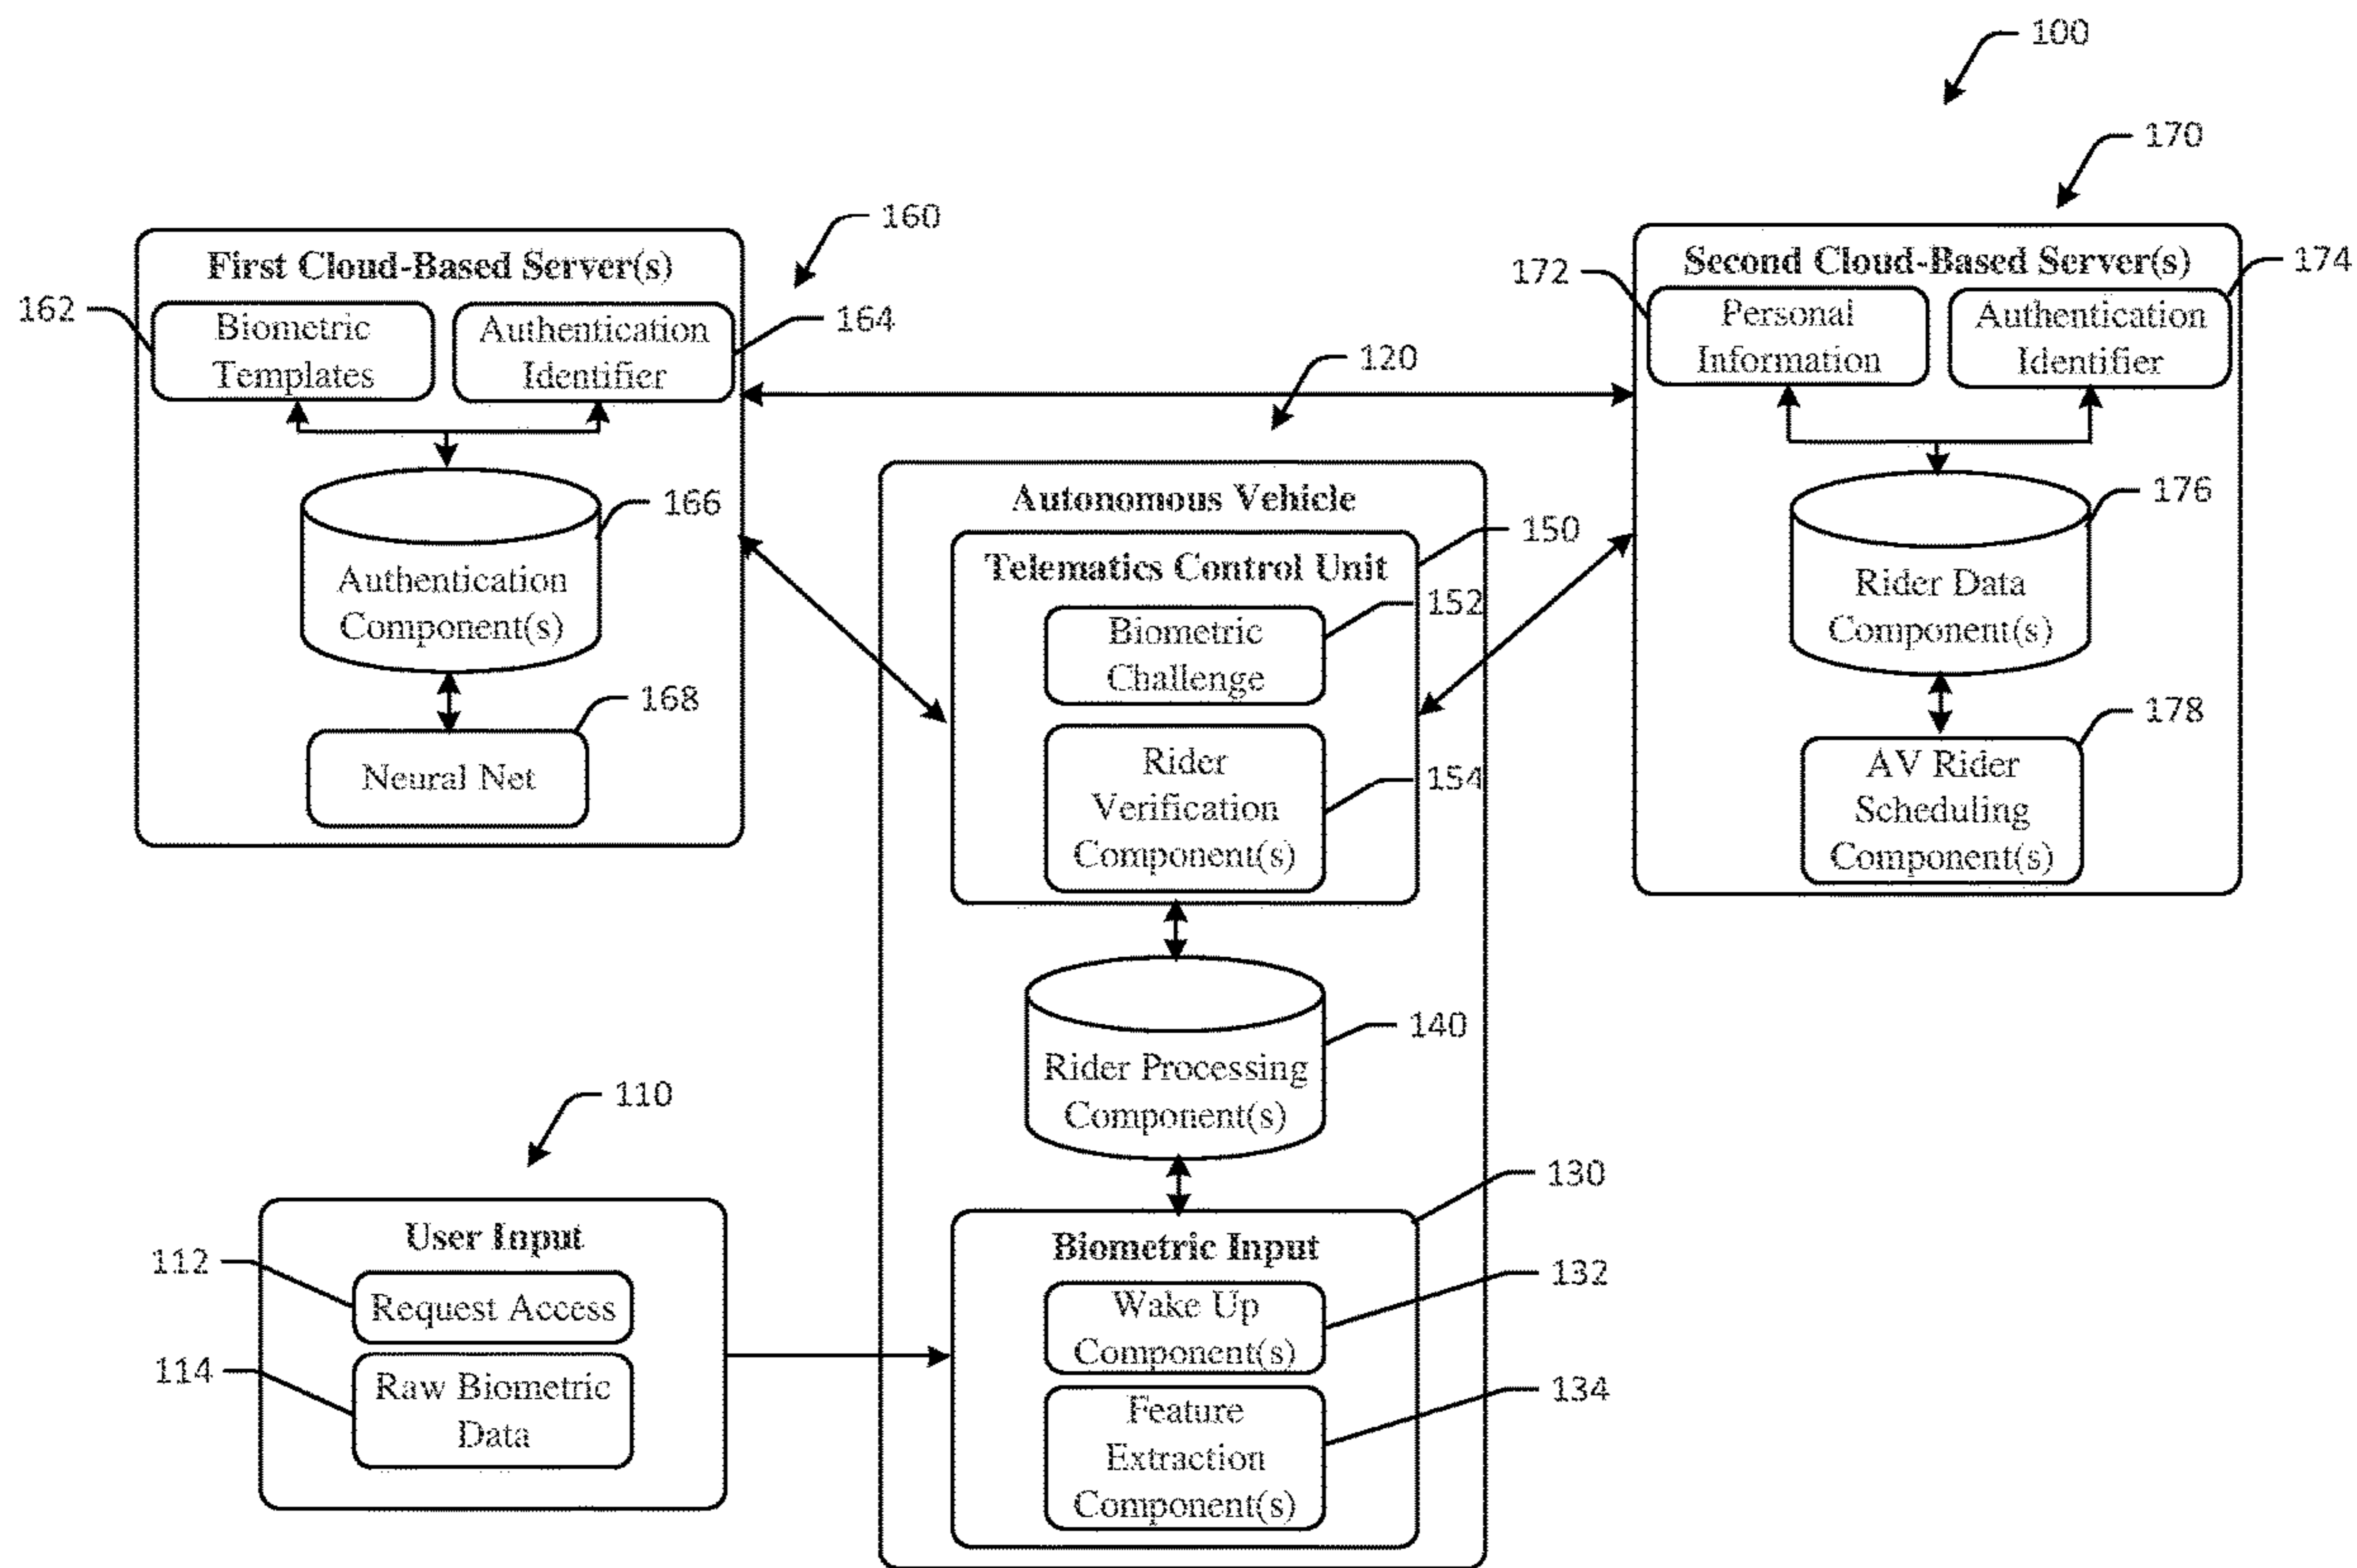 100
170
160
First Cloud-Based Server(s)
162
Biometric
Templates
Authentication
Identifier
164
166
Authentication
Component(s)
168
Neural Net
Second Cloud-Based Server(s)
172
Personal
Information
Authentication
Identifier
174
176
Rider Data
Component(s)
178
AV Rider
Scheduling
Component(s)
120
Autonomous Vehicle
150
Telematics Control Unit
152
Biometric
Challenge
Rider
Verification
Component(s)
154
140
Rider Processing
Component(s)
130
Biometric Input
Wake Up
Component(s)
132
Feature
Extraction
Component(s)
134
110
User Input
112
Request Access
114
Raw Biometric
Data